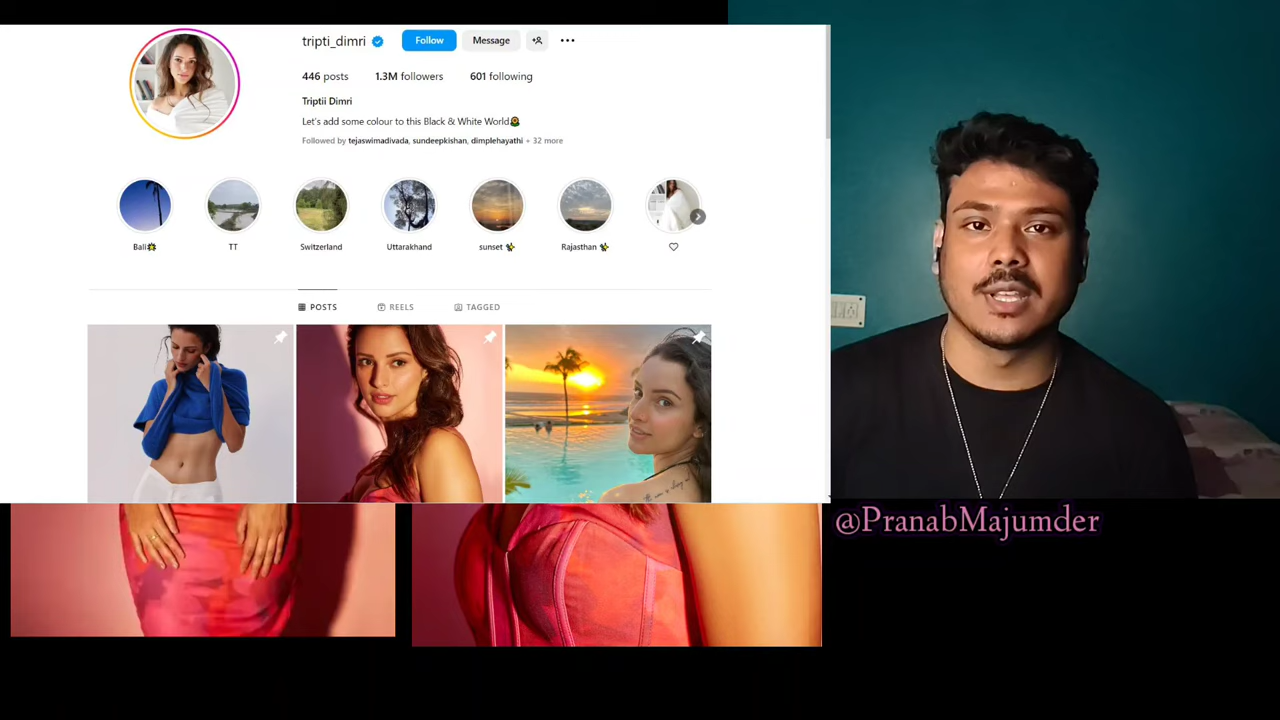 tripti_dimri Follow Message
446 posts 1.3M followers 601 following
Triptii Dimri
Let's add some colour to this Black & White World🌻
Followed by tejaswimadivada, sundeepkishan, dimplehayathi + 32 more
Bali TT Switzerland Uttarakhand sunset Rajasthan
POSTS REELS TAGGED
@PranabMajumder